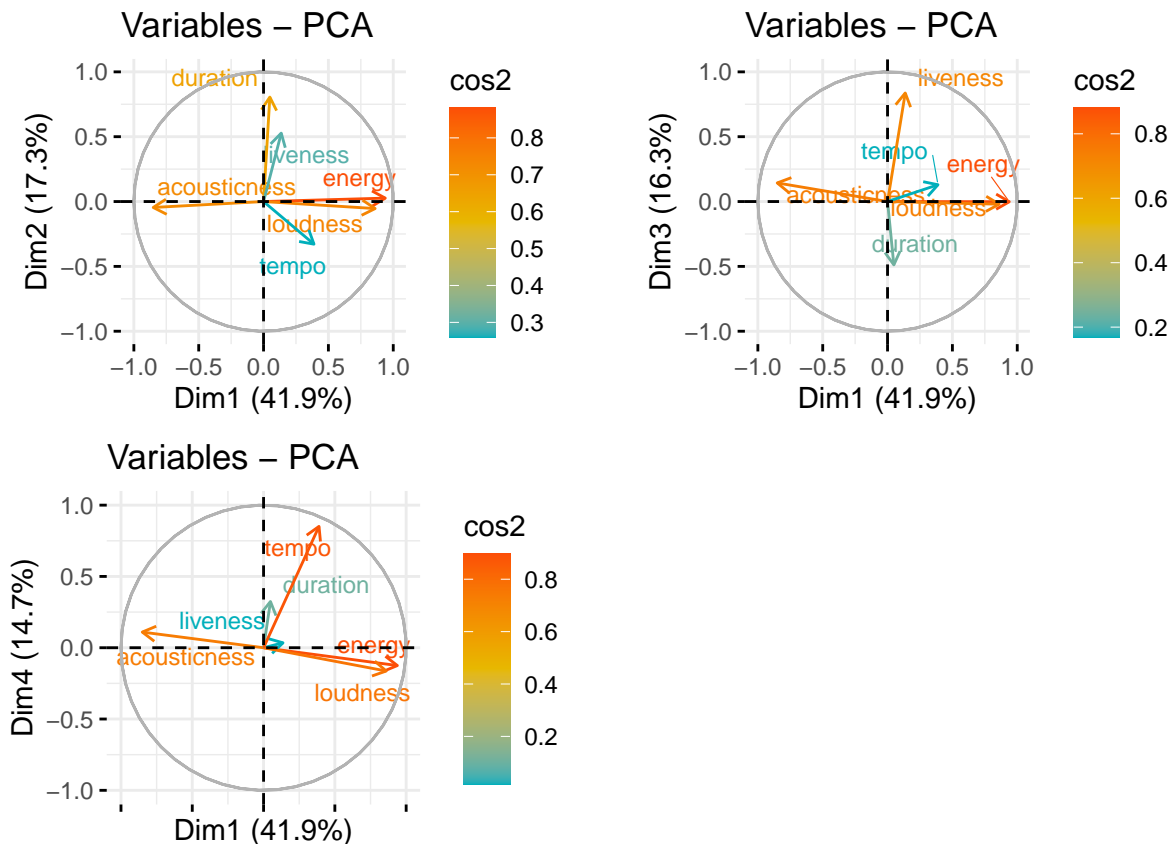 Variables – PCA
1.0
0.5
0.0
−0.5
−1.0
Dim2 (17.3%)
duration
liveness
energy
acousticness
loudness
tempo
−1.0 −0.5 0.0 0.5 1.0
Dim1 (41.9%)
cos2
0.8
0.7
0.6
0.5
0.4
0.3
Variables – PCA
1.0
0.5
0.0
−0.5
−1.0
Dim3 (16.3%)
liveness
tempo
energy
acousticness
loudness
duration
−1.0 −0.5 0.0 0.5 1.0
Dim1 (41.9%)
cos2
0.8
0.6
0.4
0.2
Variables – PCA
1.0
0.5
0.0
−0.5
−1.0
Dim4 (14.7%)
tempo
duration
liveness
energy
acousticness
loudness
Dim1 (41.9%)
cos2
0.8
0.6
0.4
0.2